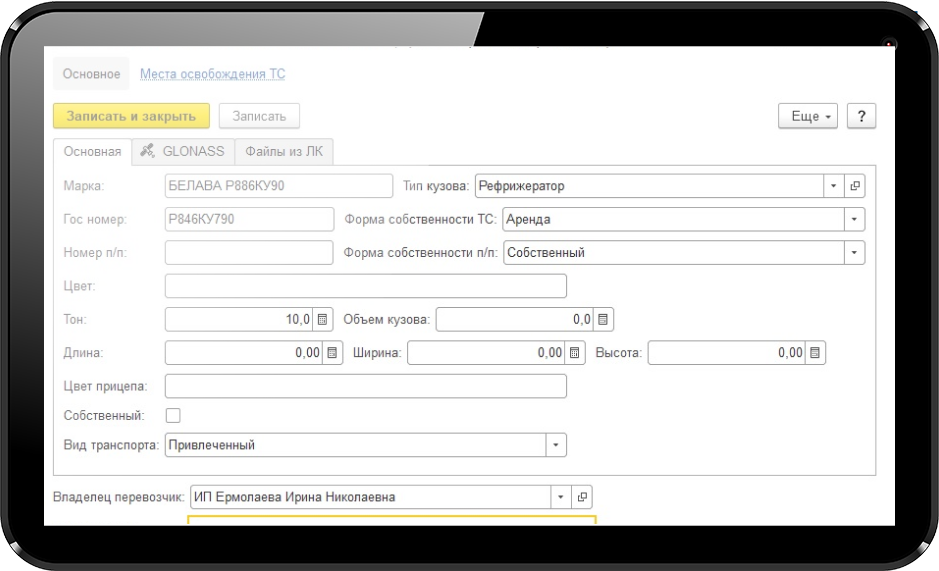 Основное Места освобождения ТС
Записать и закрыть Записать Еще ?
Основная GLONASS Файлы из ЛК
Марка: БЕЛАВА Р886КУ90 Тип кузова: Рефрижератор
Гос номер: Р846КУ790 Форма собственности ТС: Аренда
Номер п/п: Форма собственности п/п: Собственный
Цвет:
Тон: 10,0 Объем кузова: 0,0
Длина: 0,00 Ширина: 0,00 Высота: 0,00
Цвет прицепа:
Собственный:
Вид транспорта: Привлеченный
Владелец перевозчик: ИП Ермолаева Ирина Николаевна